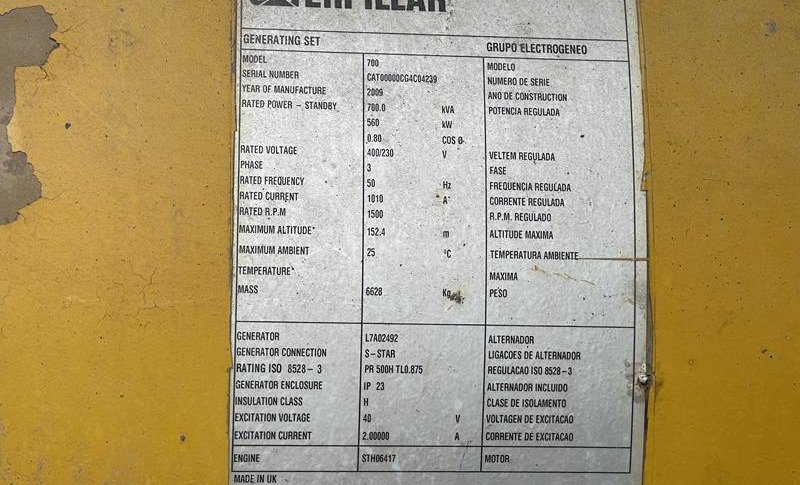 GENERATING SET GRUPO ELECTROGENEO
MODEL 700 MODELO
SERIAL NUMBER CAT00000CG4C04239 NUMERO DE SERIE
YEAR OF MANUFACTURE 2009 ANO DE CONSTRUCTION
RATED POWER – STANDBY 700.0 kVA POTENCIA REGULADA
560 kW
0.80 COS Ø
RATED VOLTAGE 400/230 V VELTEM REGULADA
PHASE 3 FASE
RATED FREQUENCY 50 Hz FREQUENCIA REGULADA
RATED CURRENT 1010 A CORRENTE REGULADA
RATED R.P.M 1500 R.P.M. REGULADO
MAXIMUM ALTITUDE* 152.4 m ALTITUDE MAXIMA
MAXIMUM AMBIENT 25 °C TEMPERATURA AMBIENTE
TEMPERATURE* MAXIMA
MASS 6628 Kg PESO
GENERATOR L7A02492 ALTERNADOR
GENERATOR CONNECTION S–STAR LIGACOES DE ALTERNADOR
RATING ISO 8528–3 PR 500H TL0.875 REGULACAO ISO 8528–3
GENERATOR ENCLOSURE IP 23 ALTERNADOR INCLUIDO
INSULATION CLASS H CLASE DE ISOLAMENTO
EXCITATION VOLTAGE 40 V VOLTAGEN DE EXCITACAO
EXCITATION CURRENT 2.00000 A CORRENTE DE EXCITACAO
ENGINE STH06417 MOTOR
MADE IN UK